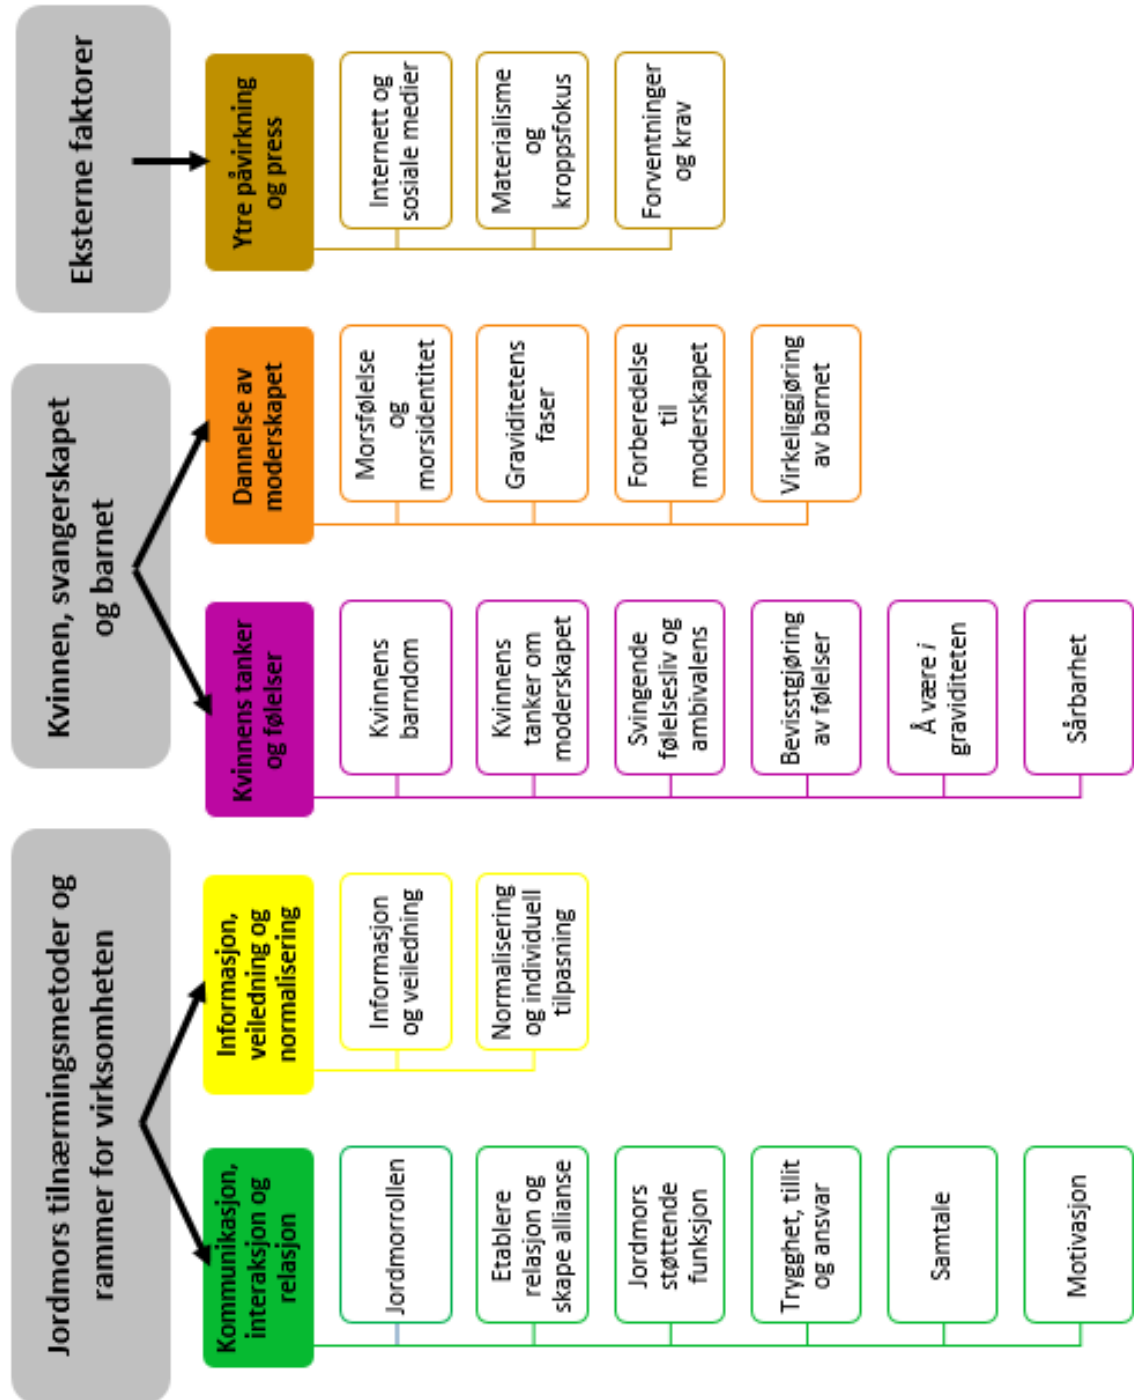 Jordmors tilnærmingsmetoder og
rammer for virksomheten
Kommunikasjon,
interaksjon og
relasjon
Jordmorrollen
Etablere
relasjon og
skape allianse
Jordmors
støttende
funksjon
Trygghet, tillit
og ansvar
Samtale
Motivasjon
Informasjon,
veiledning og
normalisering
Informasjon
og veiledning
Normalisering
og individuell
tilpasning
Kvinnen, svangerskapet
og barnet
Kvinnens tanker
og følelser
Kvinnens
barndom
Kvinnens
tanker om
moderskapet
Svingende
følelsesliv og
ambivalens
Bevisstgjøring
av følelser
Å være i
graviditeten
Sårbarhet
Dannelse av
moderskapet
Morsfølelse
og
morsidentitet
Graviditetens
faser
Forberedelse
til
moderskapet
Virkeliggjøring
av barnet
Eksterne faktorer
Ytre påvirkning
og press
Internett og
sosiale medier
Materialisme
og
kroppsfokus
Forventninger
og krav